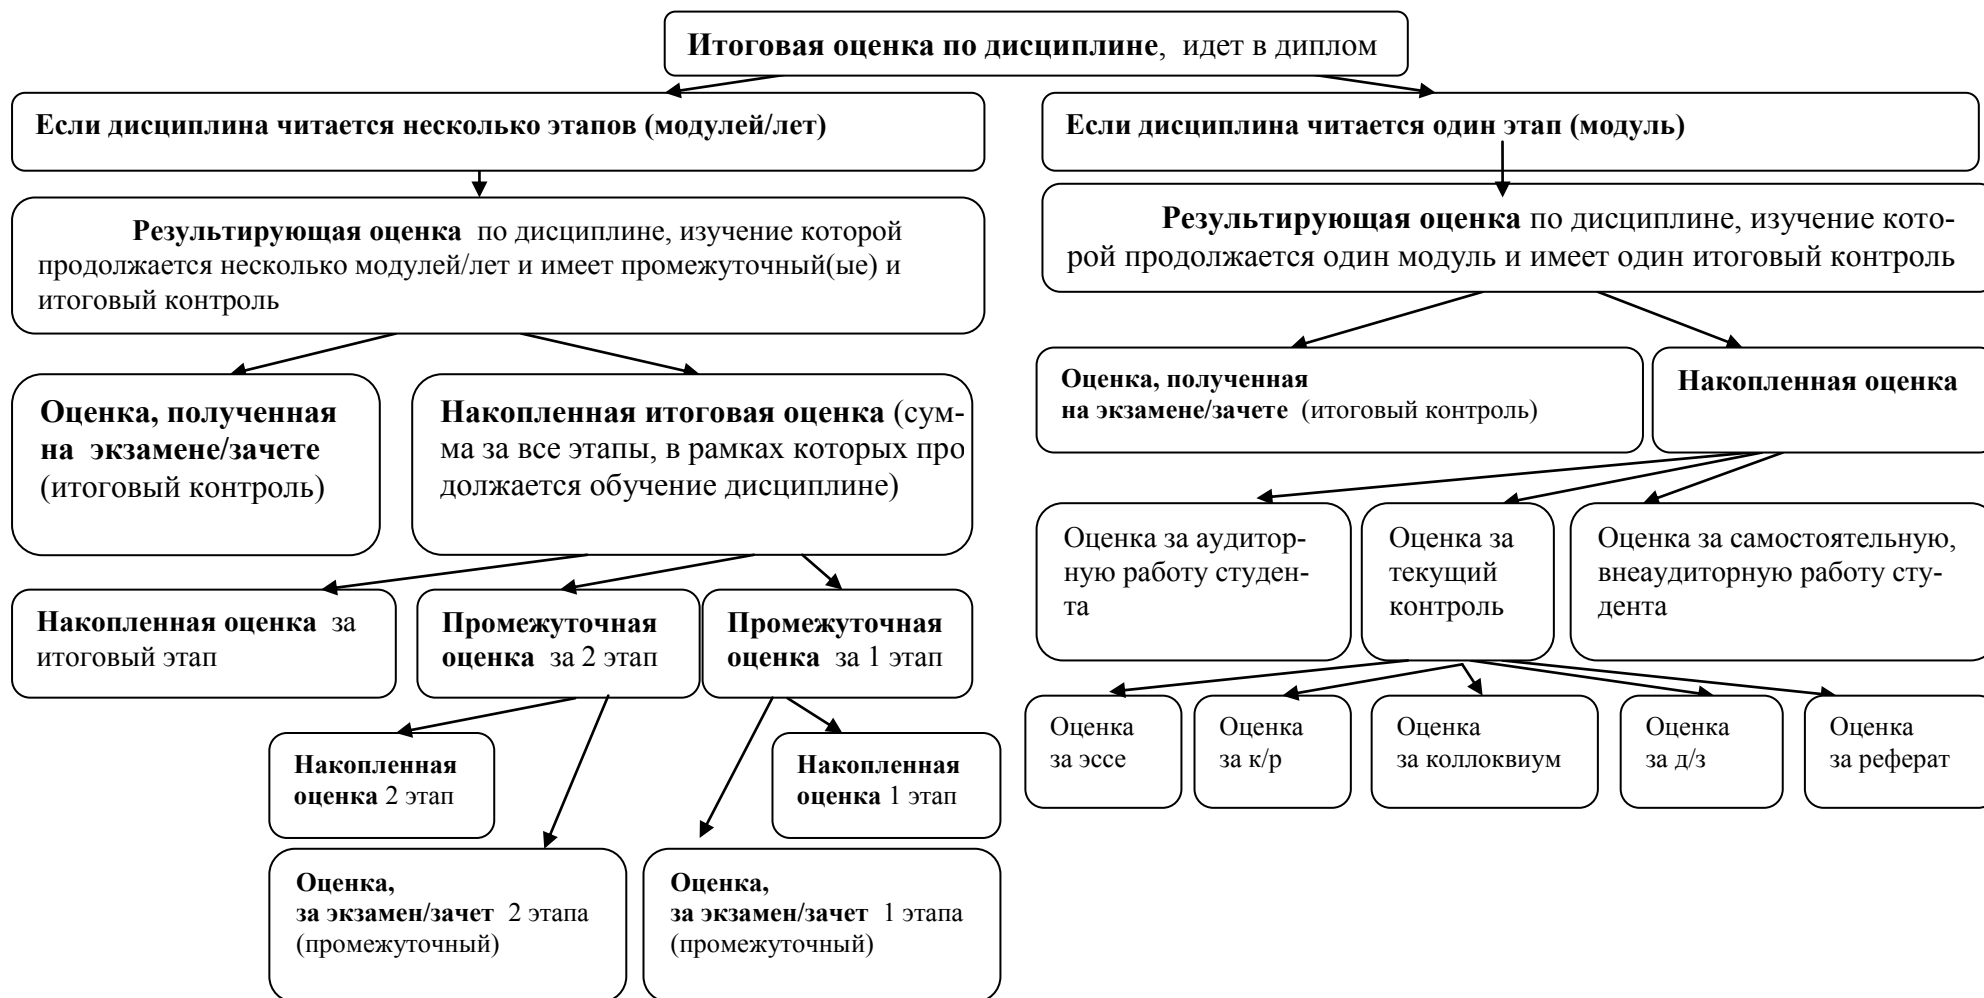 Итоговая оценка по дисциплине, идет в диплом
Если дисциплина читается несколько этапов (модулей/лет)
Если дисциплина читается один этап (модуль)
Результирующая оценка по дисциплине, изучение которой
продолжается несколько модулей/лет и имеет промежуточный(ые) и
итоговый контроль
Результирующая оценка по дисциплине, изучение кото-
рой продолжается один модуль и имеет один итоговый контроль
Оценка, полученная
на экзамене/зачете
(итоговый контроль)
Накопленная итоговая оценка (сум-
ма за все этапы, в рамках которых про
должается обучение дисциплине)
Оценка, полученная
на экзамене/зачете (итоговый контроль)
Накопленная оценка
Оценка за аудитор-
ную работу студен-
та
Оценка за
текущий
контроль
Оценка за самостоятельную,
внеаудиторную работу сту-
дента
Накопленная оценка за
итоговый этап
Промежуточная
оценка за 2 этап
Промежуточная
оценка за 1 этап
Оценка
за эссе
Оценка
за к/р
Оценка
за коллоквиум
Оценка
за д/з
Оценка
за реферат
Накопленная
оценка 2 этап
Накопленная
оценка 1 этап
Оценка,
за экзамен/зачет 2 этапа
(промежуточный)
Оценка,
за экзамен/зачет 1 этапа
(промежуточный)